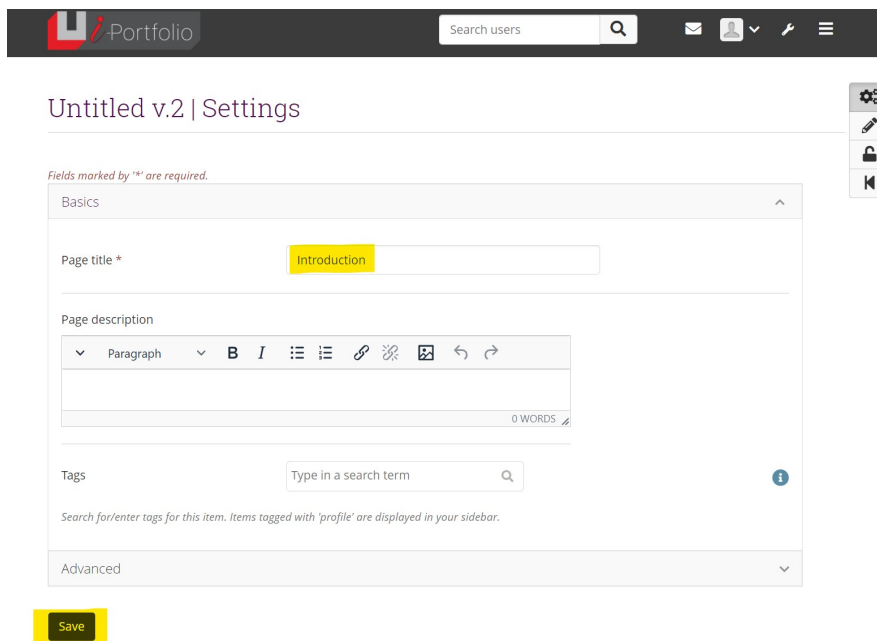 i-Portfolio
Search users
Untitled v.2 | Settings
Fields marked by '*' are required.
Basics
Page title *
Introduction
Page description
Paragraph
B I
0 WORDS
Tags
Type in a search term
Search for/enter tags for this item. Items tagged with 'profile' are displayed in your sidebar.
Advanced
Save